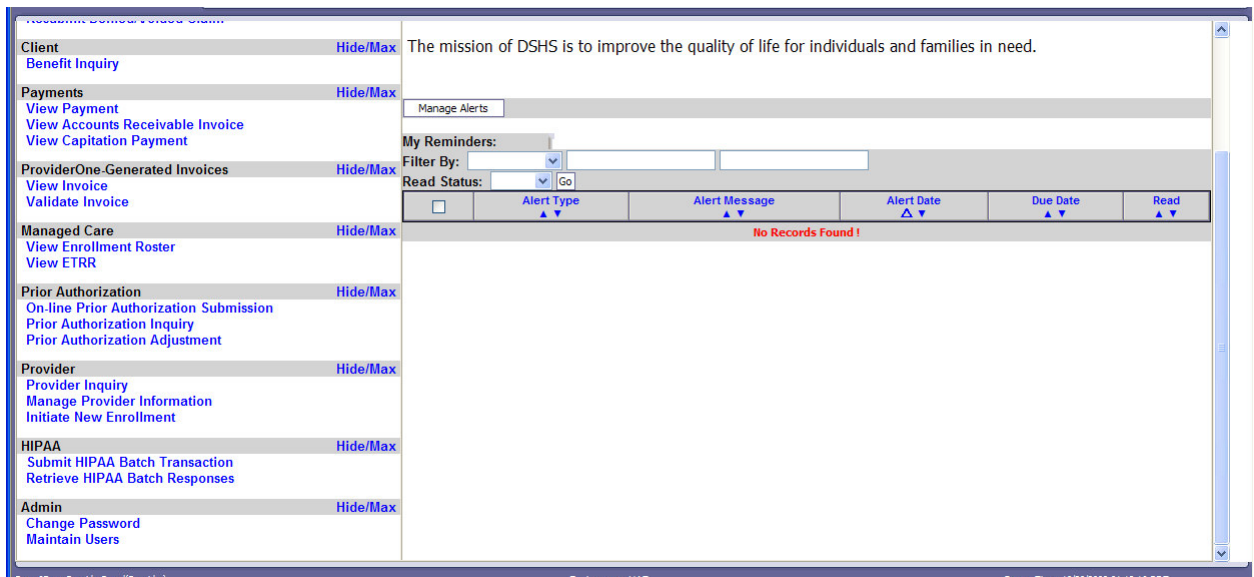 Client Hide/Max
Benefit Inquiry
Payments Hide/Max
View Payment
View Accounts Receivable Invoice
View Capitation Payment
ProviderOne-Generated Invoices Hide/Max
View Invoice
Validate Invoice
Managed Care Hide/Max
View Enrollment Roster
View ETRR
Prior Authorization Hide/Max
On-line Prior Authorization Submission
Prior Authorization Inquiry
Prior Authorization Adjustment
Provider Hide/Max
Provider Inquiry
Manage Provider Information
Initiate New Enrollment
HIPAA Hide/Max
Submit HIPAA Batch Transaction
Retrieve HIPAA Batch Responses
Admin Hide/Max
Change Password
Maintain Users
The mission of DSHS is to improve the quality of life for individuals and families in need.
Manage Alerts
My Reminders:
Filter By:
Read Status: Go
Alert Type Alert Message Alert Date Due Date Read
No Records Found !